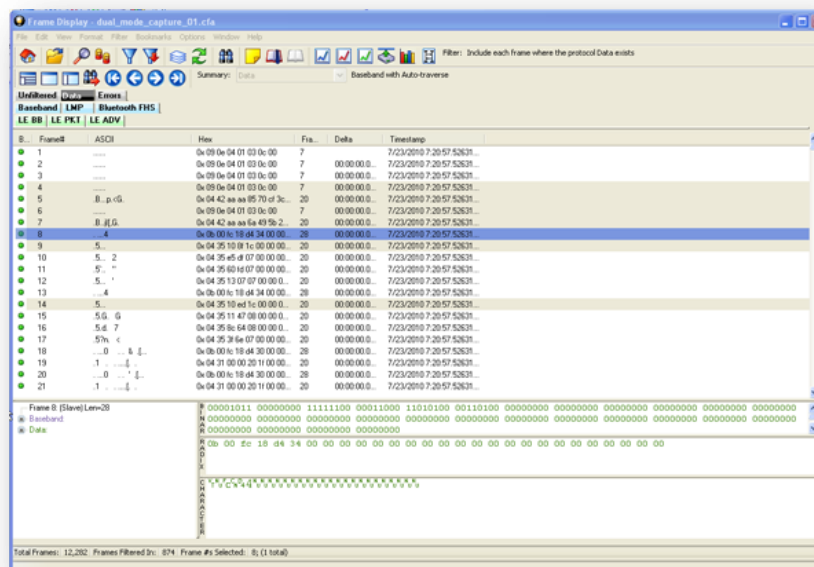 Frame Display - dual_mode_capture_01.cfa
File Edit View Format Filter Bookmarks Options Window Help
Filter: Include each frame where the protocol Data exists
Summary: Data Baseband with Auto-traverse
Unfiltered Data Errors
Baseband LMP Bluetooth FHS
LE BB LE PKT LE ADV
B... Frame# ASCII Hex Fra... Delta Timestamp
1 ...... 0x 09 0e 04 01 03 0c 00 7 7/23/2010 7:20:57.52631...
2 ...... 0x 09 0e 04 01 03 0c 00 7 00:00:00.0... 7/23/2010 7:20:57.52631...
3 ...... 0x 09 0e 04 01 03 0c 00 7 00:00:00.0... 7/23/2010 7:20:57.52631...
4 ...... 0x 09 0e 04 01 03 0c 00 7 00:00:00.0... 7/23/2010 7:20:57.52631...
5 .B...p.<G. 0x 04 42 aa aa 85 70 cf 3c... 20 00:00:00.0... 7/23/2010 7:20:57.52631...
6 ...... 0x 09 0e 04 01 03 0c 00 7 00:00:00.0... 7/23/2010 7:20:57.52631...
7 0x 04 42 aa aa 6a 49 5b 2... 20 00:00:00.0... 7/23/2010 7:20:57.52631...
8 ....4 0x 0b 00 fc 18 d4 34 00 00... 28 00:00:00.0... 7/23/2010 7:20:57.52631...
9 .5... 0x 04 35 10 0f 1c 00 00 0... 20 00:00:00.0... 7/23/2010 7:20:57.52631...
10 .5.. 2 0x 04 35 e5 df 07 00 00 0... 20 00:00:00.0... 7/23/2010 7:20:57.52631...
11 .5'.. " 0x 04 35 60 fd 07 00 00 0... 20 00:00:00.0... 7/23/2010 7:20:57.52631...
12 .5... ' 0x 04 35 13 07 07 00 00 0... 20 00:00:00.0... 7/23/2010 7:20:57.52631...
13 ....4 0x 0b 00 fc 18 d4 34 00 00... 28 00:00:00.0... 7/23/2010 7:20:57.52631...
14 .5... 0x 04 35 10 ed 1c 00 00 0... 20 00:00:00.0... 7/23/2010 7:20:57.52631...
15 .5.G. G 0x 04 35 11 47 08 00 00 0... 20 00:00:00.0... 7/23/2010 7:20:57.52631...
16 .5.d. 7 0x 04 35 8c 64 08 00 00 0... 20 00:00:00.0... 7/23/2010 7:20:57.52631...
17 .5?n. < 0x 04 35 3f 6e 07 00 00 0... 20 00:00:00.0... 7/23/2010 7:20:57.52631...
18 0x 0b 00 fc 18 d4 30 00 00... 28 00:00:00.0... 7/23/2010 7:20:57.52631...
19 0x 04 31 00 00 20 1f 00 00... 20 00:00:00.0... 7/23/2010 7:20:57.52631...
20 0x 0b 00 fc 18 d4 30 00 00... 28 00:00:00.0... 7/23/2010 7:20:57.52631...
21 0x 04 31 00 00 20 1f 00 00... 20 00:00:00.0... 7/23/2010 7:20:57.52631...
Frame 8: (Slave) Len=28
Baseband:
Data:
BINARY
00001011 00000000 11111100 00011000 11010100 00110100 00000000 00000000 00000000 00000000 00000000 00000000
00000000 00000000 00000000 00000000 00000000 00000000 00000000 00000000 00000000 00000000 00000000 00000000
00000000 00000000 00000000 00000000
RADIX
0b 00 fc 18 d4 34 00 00 00 00 00 00 00 00 00 00 00 00 00 00 00 00 00 00 00 00 00 00
CHARACTER
Total Frames: 12,282 Frames Filtered In: 874 Frame #s Selected: 8; (1 total)